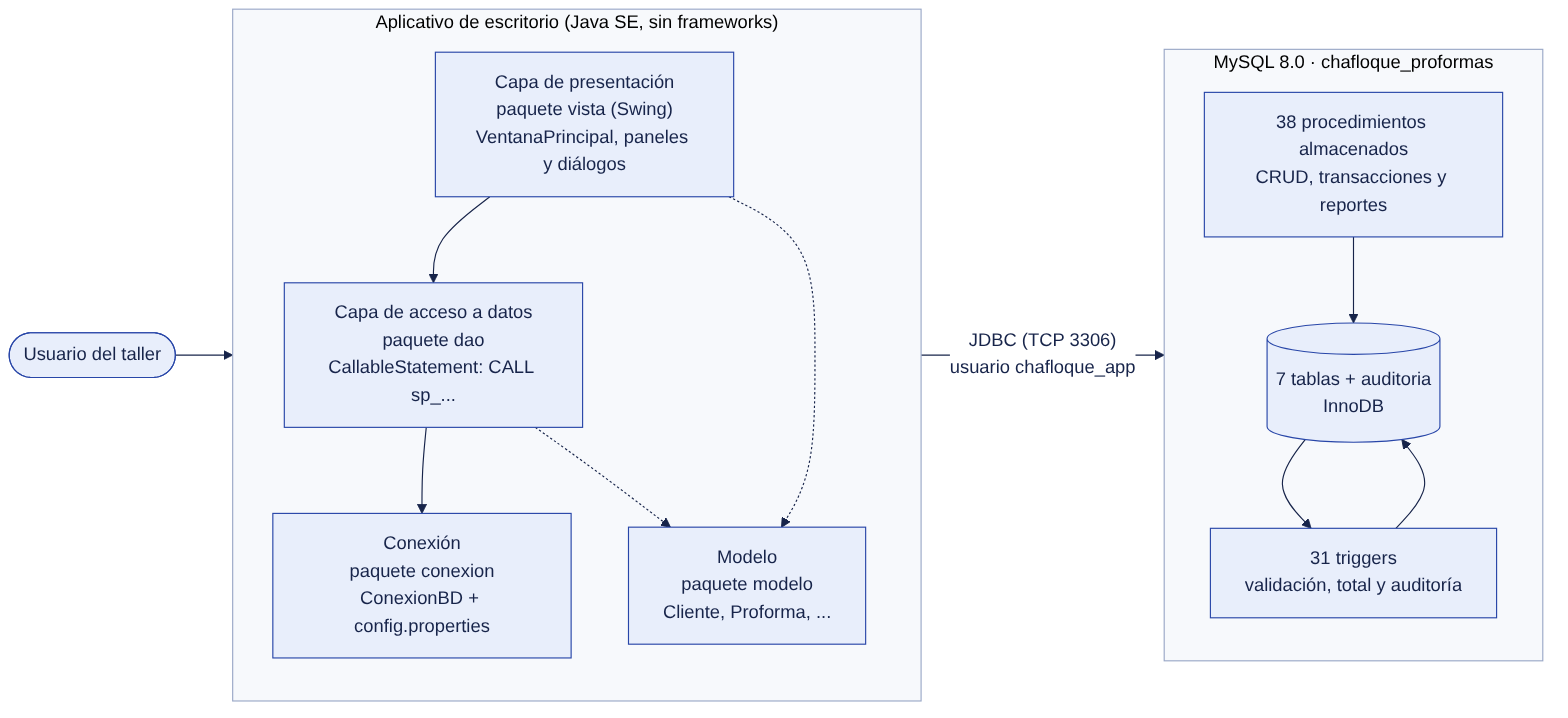 Aplicativo de escritorio (Java SE, sin frameworks)
Capa de presentación
paquete vista (Swing)
VentanaPrincipal, paneles
y diálogos
Capa de acceso a datos
paquete dao
CallableStatement: CALL
sp_...
Conexión
paquete conexion
ConexionBD +
config.properties
Modelo
paquete modelo
Cliente, Proforma, ...
Usuario del taller
JDBC (TCP 3306)
usuario chafloque_app
MySQL 8.0 · chafloque_proformas
38 procedimientos
almacenados
CRUD, transacciones y
reportes
7 tablas + auditoria
InnoDB
31 triggers
validación, total y auditoría